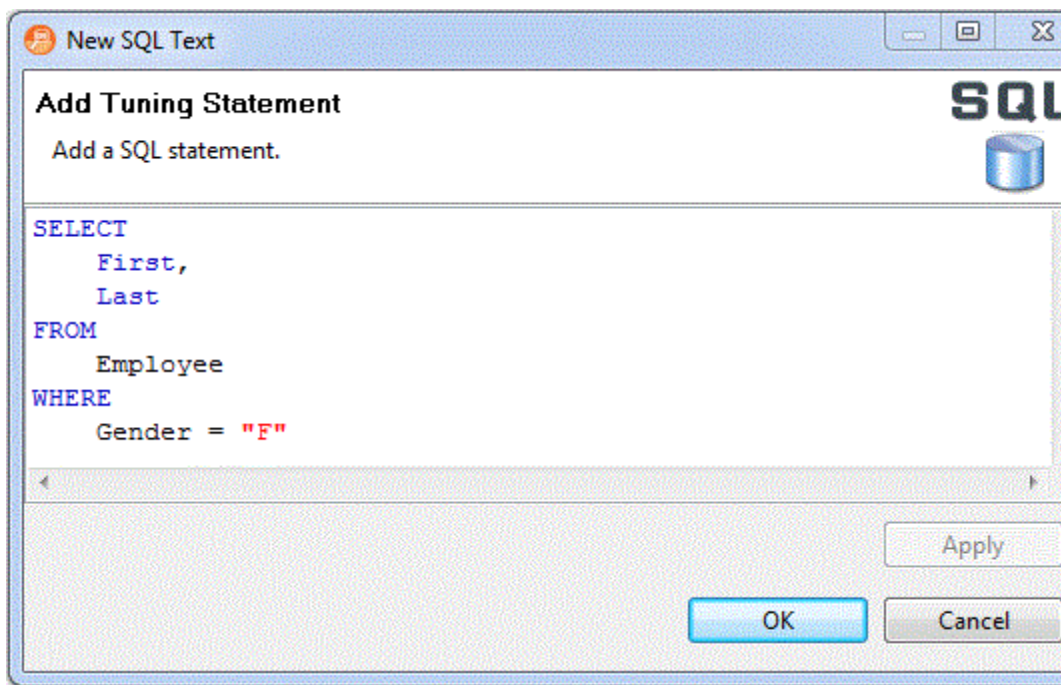 New SQL Text
Add Tuning Statement
SQL
Add a SQL statement.
SELECT
    First,
    Last
FROM
    Employee
WHERE
    Gender = "F"
Apply
OK Cancel